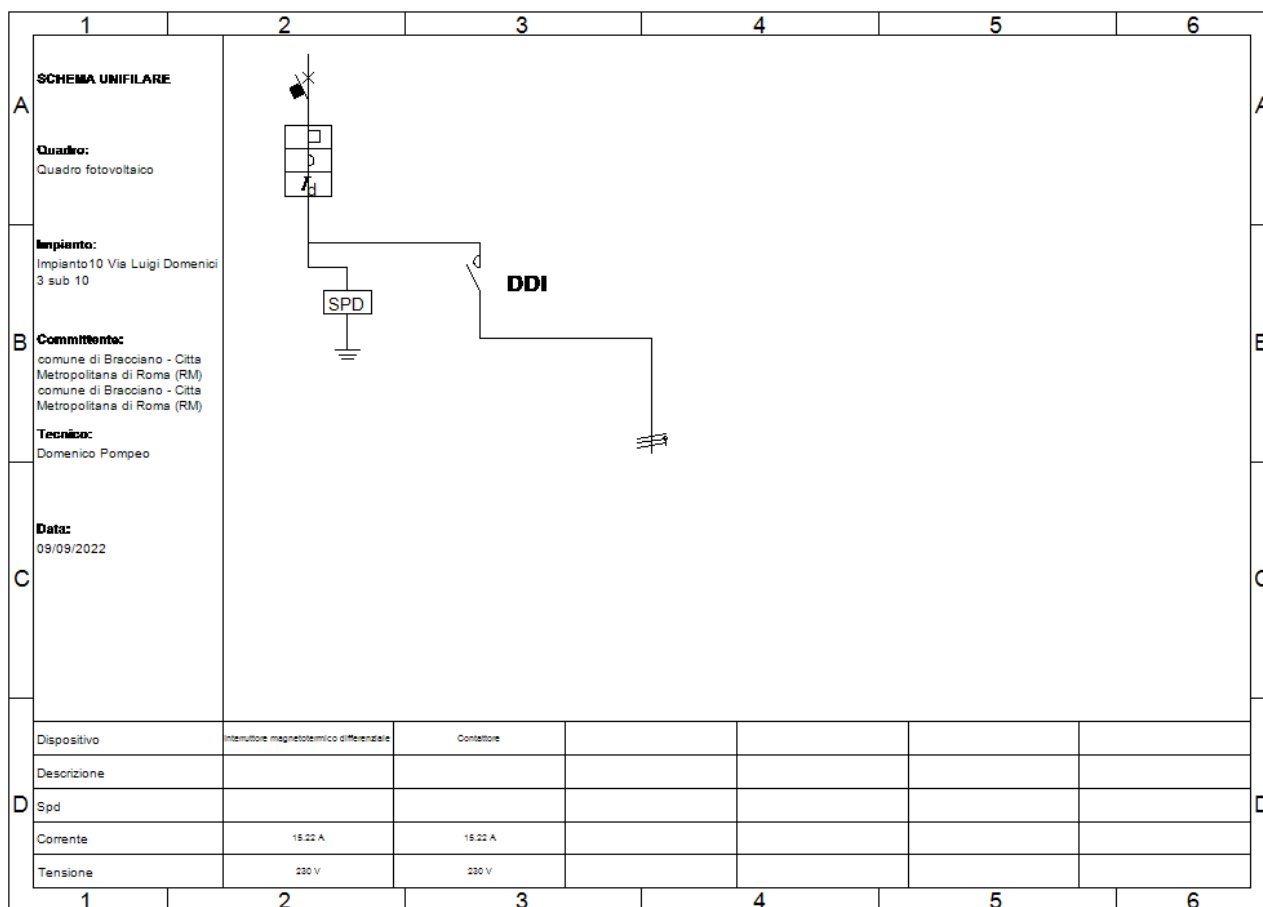 1 2 3 4 5 6
SCHEMA UNIFILARE
A A
Quadro:
Quadro fotovoltaico
d
Impianto:
Impianto10 Via Luigi Domenici
3 sub 10
DDI
SPD
B B
Committente:
comune di Bracciano - Citta
Metropolitana di Roma (RM)
comune di Bracciano - Citta
Metropolitana di Roma (RM)
Tecnico:
Domenico Pompeo
Data:
09/09/2022
C C
Dispositivo Interruttore magnetotermico differenziale Contattore
Descrizione
D Spd D
Corrente 15.22 A 15.22 A
Tensione 230 V 230 V
1 2 3 4 5 6